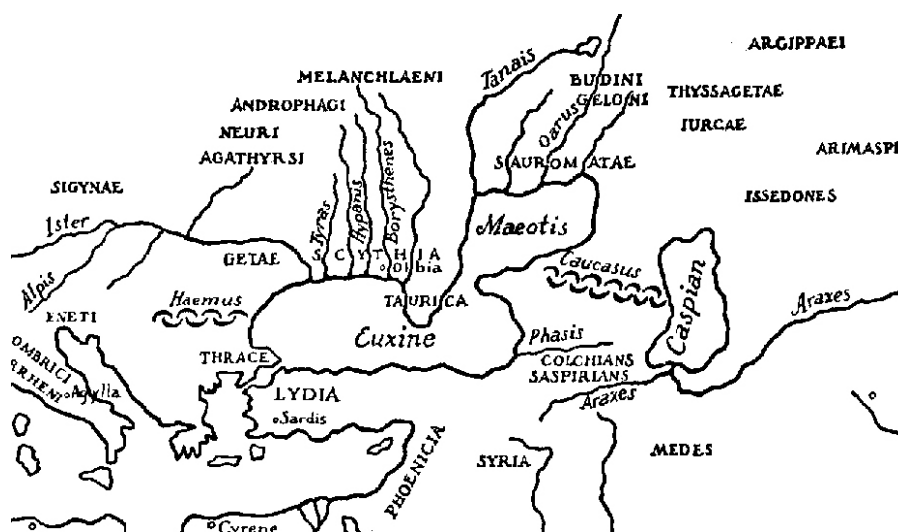 ARGIPPAEI
MELANCHLAENI
Tanais
BUDINI
GELONI
THYSSAGETAE
ANDROPHAGI
Oarus
IURCAE
NEURI
AGATHYRSI
SAUROMATAE
ARIMASPI
SIGYNAE
ISSEDONES
Ister
Tyras
Hypanis
Borysthenes
Maeotis
GETAE
SCYTHIA
Olbia
Caucasus
Alpis
Haemus
TAURICA
Caspian
Araxes
ENETI
Euxine
Phasis
OMBRICI
THRACE
COLCHIANS
SASPIRIANS
RRHENI
Agylla
LYDIA
Araxes
Sardis
PHOENICIA
SYRIA
MEDES
Cyrene